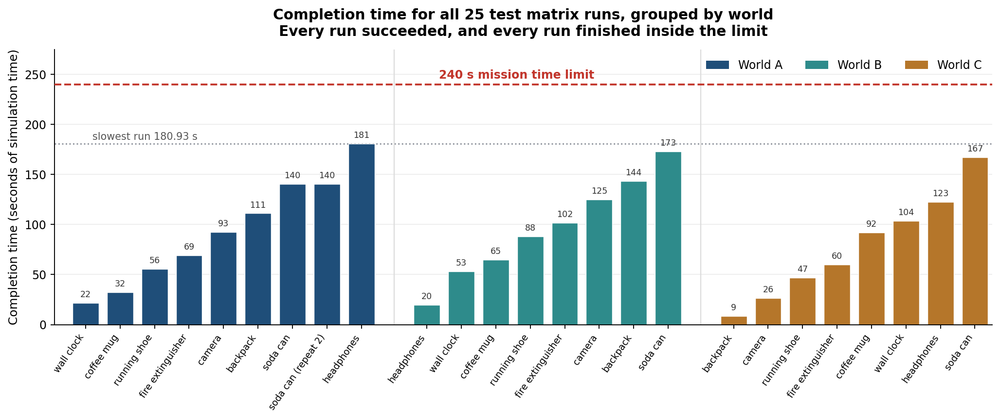 Completion time for all 25 test matrix runs, grouped by world
Every run succeeded, and every run finished inside the limit
Completion time (seconds of simulation time)
250
200
150
100
50
0
World A
World B
World C
240 s mission time limit
slowest run 180.93 s
22
32
56
69
93
111
140
140
181
20
53
65
88
102
125
144
173
9
26
47
60
92
104
123
167
wall clock
coffee mug
running shoe
fire extinguisher
camera
backpack
soda can
soda can (repeat 2)
headphones
headphones
wall clock
coffee mug
running shoe
fire extinguisher
camera
backpack
soda can
backpack
camera
running shoe
fire extinguisher
coffee mug
wall clock
headphones
soda can